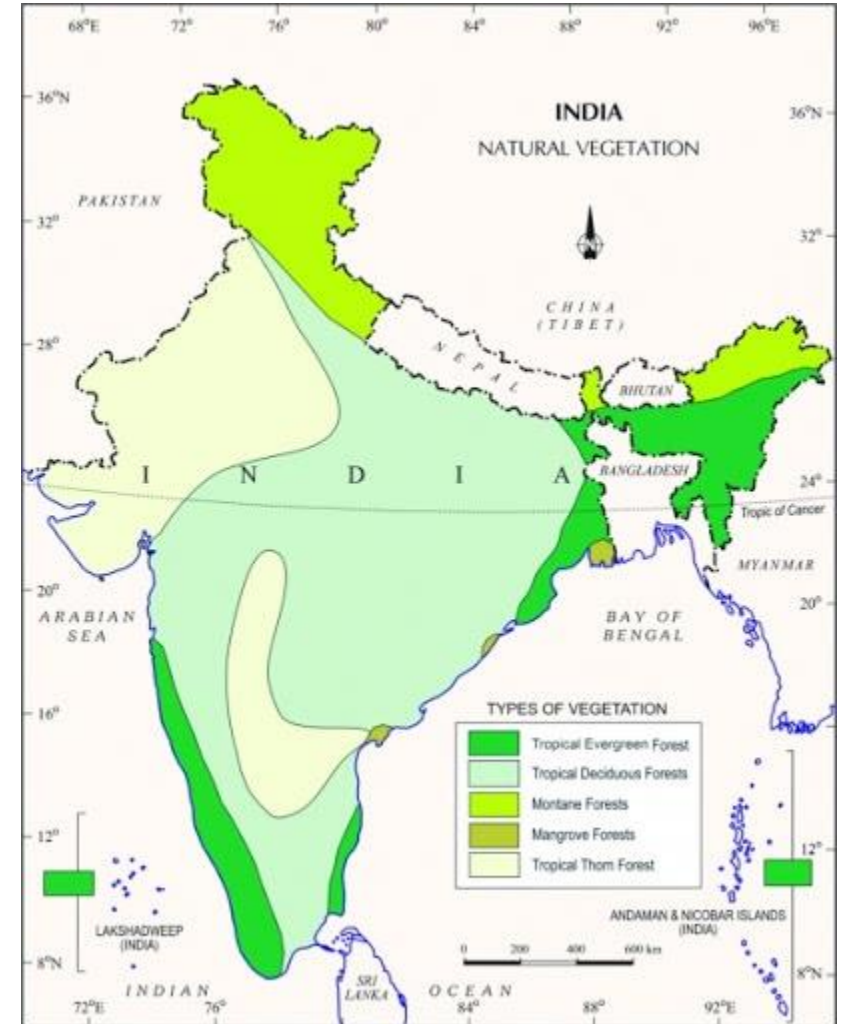 68°E 72° 76° 80° 84° 88° 92° 96°E
36°N
INDIA
36°N
NATURAL VEGETATION
PAKISTAN
32°
32°
N
CHINA
(TIBET)
28°
NEPAL
BHUTAN
I N D I A
BANGLADESH
24°
24°
Tropic of Cancer
MYANMAR
20°
20°
ARABIAN
SEA
BAY OF
BENGAL
16°
TYPES OF VEGETATION
Tropical Evergreen Forest
Tropical Deciduous Forests
Montane Forests
Mangrove Forests
Tropical Thorn Forest
12°
12°
LAKSHADWEEP
(INDIA)
ANDAMAN & NICOBAR ISLANDS
(INDIA)
0 200 400 600 km
8°N
8°N
INDIAN OCEAN
SRI
LANKA
72°E 76° 84° 88° 92°E